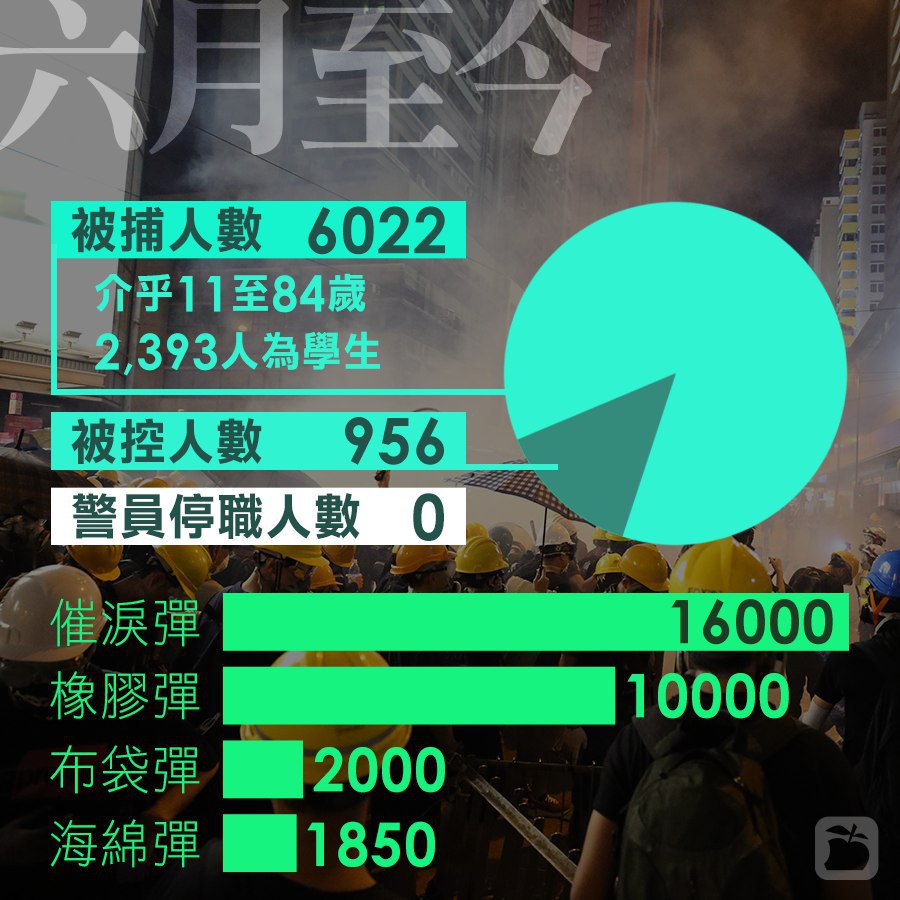 六月至今
被捕人數 6022
介乎11至84歲
2,393人為學生
被控人數 956
警員停職人數 0
催淚彈 16000
橡膠彈 10000
布袋彈 2000
海綿彈 1850